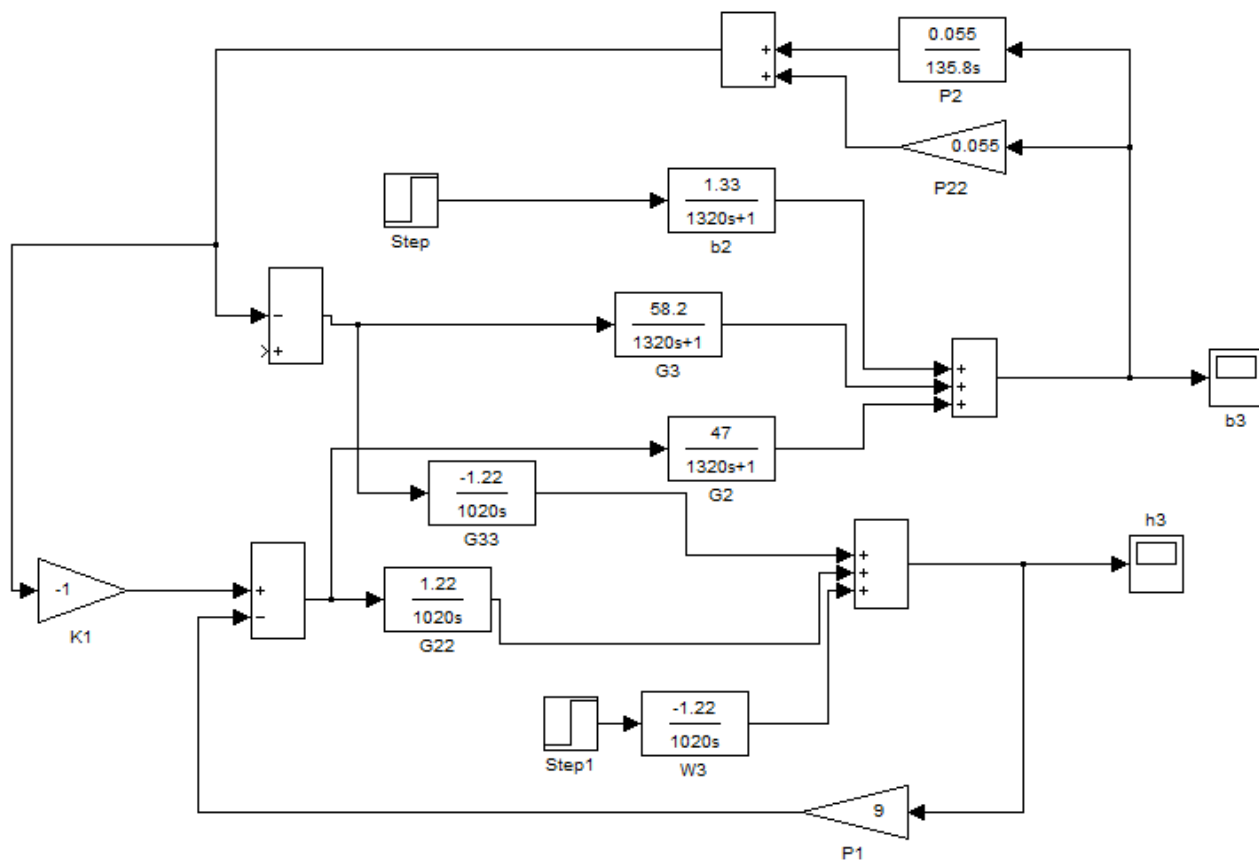 0.055
135.8s
P2
+
+
0.055
P22
Step
1.33
1320s+1
b2
−
+
58.2
1320s+1
G3
+
+
+
b3
47
1320s+1
G2
-1.22
1020s
G33
h3
-1
K1
+
−
1.22
1020s
G22
+
+
+
Step1
-1.22
1020s
W3
9
P1